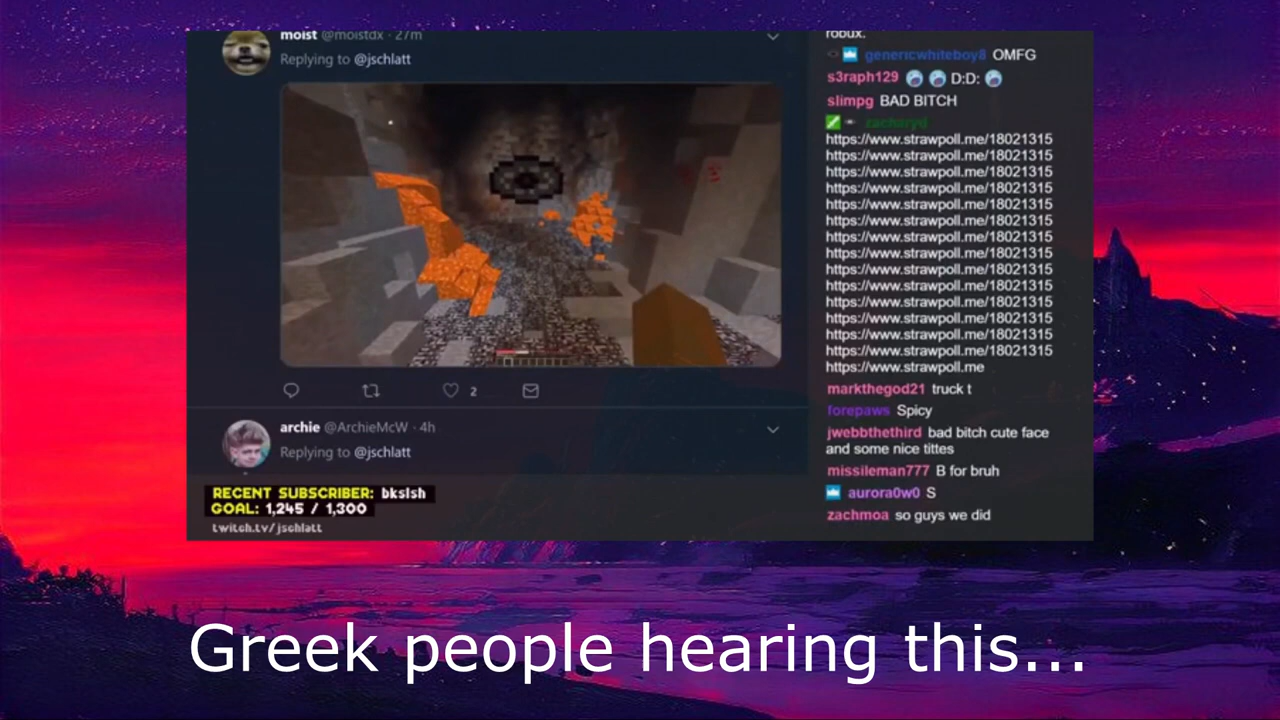 moist @moistdx · 27m
Replying to @jschlatt
2
archie @ArchieMcW · 4h
Replying to @jschlatt
RECENT SUBSCRIBER: bkslsh
GOAL: 1,245 / 1,300
twitch.tv/jschlatt
robux.
genericwhiteboy8 OMFG
s3raph129 D:D:
slimpg BAD BITCH
zacharyd
https://www.strawpoll.me/18021315
https://www.strawpoll.me/18021315
https://www.strawpoll.me/18021315
https://www.strawpoll.me/18021315
https://www.strawpoll.me/18021315
https://www.strawpoll.me/18021315
https://www.strawpoll.me/18021315
https://www.strawpoll.me/18021315
https://www.strawpoll.me/18021315
https://www.strawpoll.me/18021315
https://www.strawpoll.me/18021315
https://www.strawpoll.me/18021315
https://www.strawpoll.me/18021315
https://www.strawpoll.me/18021315
https://www.strawpoll.me
markthegod21 truck t
forepaws Spicy
jwebbthethird bad bitch cute face
and some nice tittes
missileman777 B for bruh
aurora0w0 S
zachmoa so guys we did
Greek people hearing this...